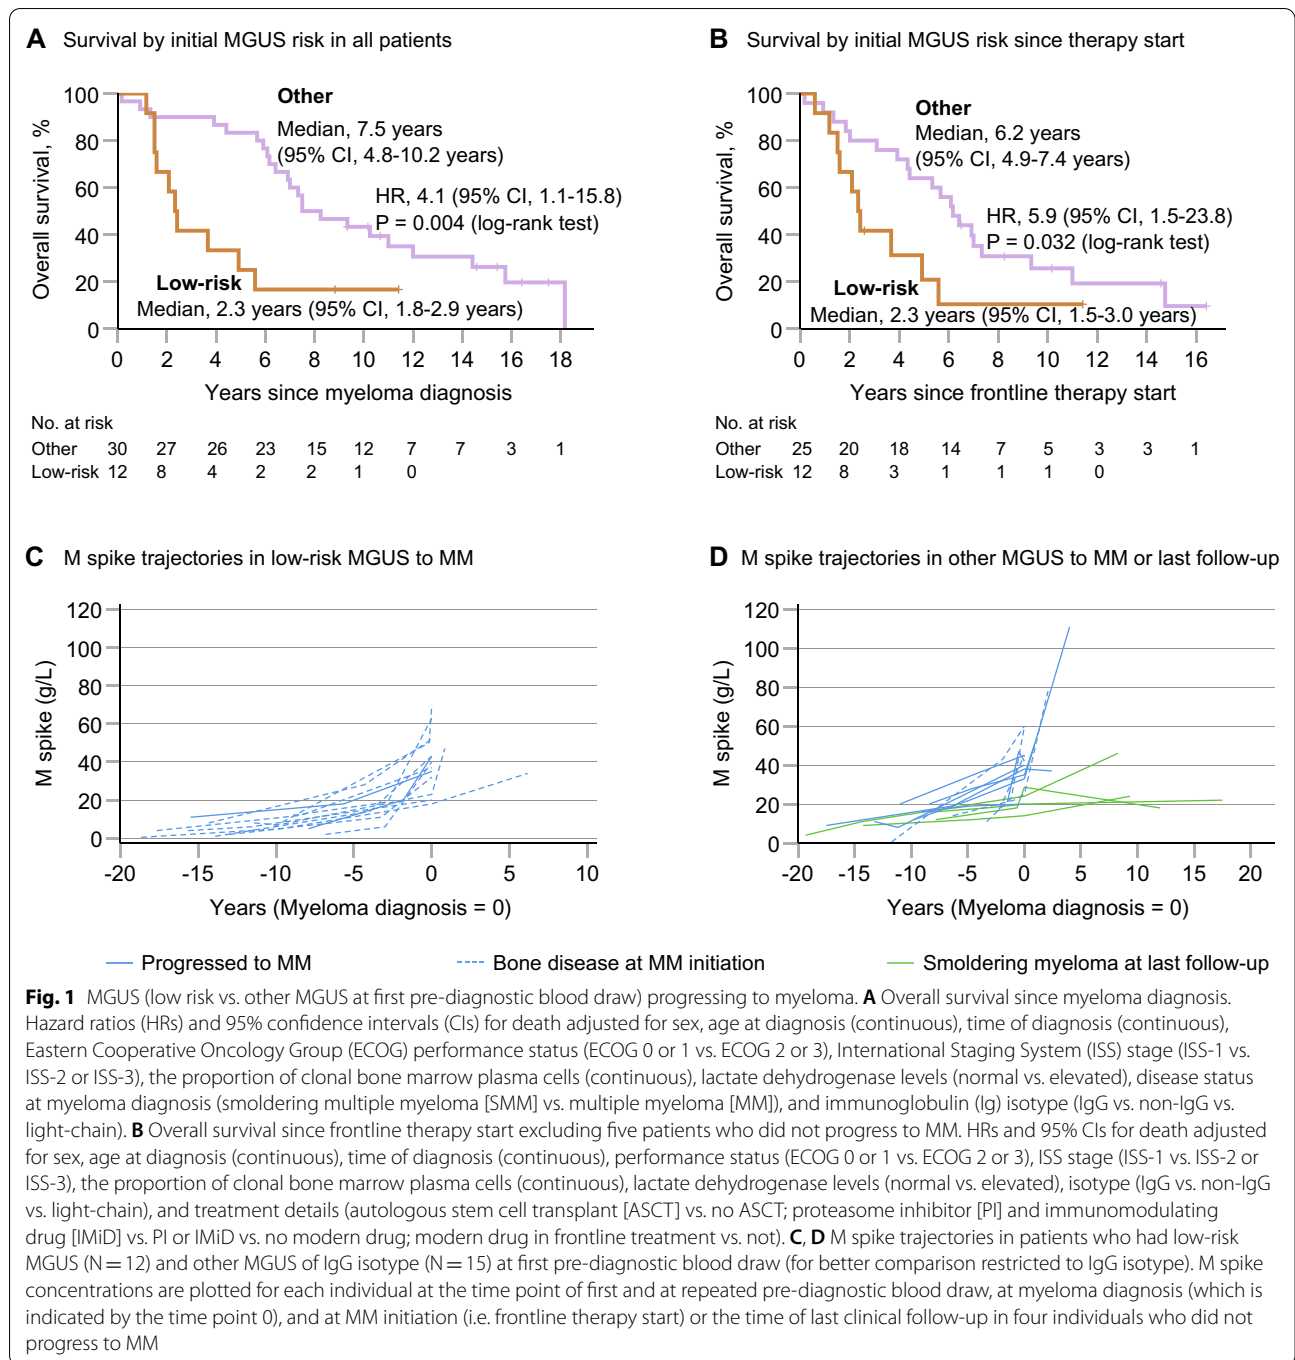 A Survival by initial MGUS risk in all patients
100
80
60
40
20
0
Overall survival, %
Other
Median, 7.5 years
(95% CI, 4.8-10.2 years)
HR, 4.1 (95% CI, 1.1-15.8)
P = 0.004 (log-rank test)
Low-risk
Median, 2.3 years (95% CI, 1.8-2.9 years)
0 2 4 6 8 10 12 14 16 18
Years since myeloma diagnosis
No. at risk
Other 30 27 26 23 15 12 7 7 3 1
Low-risk 12 8 4 2 2 1 0
B Survival by initial MGUS risk since therapy start
100
80
60
40
20
0
Overall survival, %
Other
Median, 6.2 years
(95% CI, 4.9-7.4 years)
HR, 5.9 (95% CI, 1.5-23.8)
P = 0.032 (log-rank test)
Low-risk
Median, 2.3 years (95% CI, 1.5-3.0 years)
0 2 4 6 8 10 12 14 16
Years since frontline therapy start
No. at risk
Other 25 20 18 14 7 5 3 3 1
Low-risk 12 8 3 1 1 1 0
C M spike trajectories in low-risk MGUS to MM
120
100
80
60
40
20
0
M spike (g/L)
-20 -15 -10 -5 0 5 10
Years (Myeloma diagnosis = 0)
D M spike trajectories in other MGUS to MM or last follow-up
120
100
80
60
40
20
0
M spike (g/L)
-20 -15 -10 -5 0 5 10 15 20
Years (Myeloma diagnosis = 0)
Progressed to MM
Bone disease at MM initiation
Smoldering myeloma at last follow-up
Fig. 1 MGUS (low risk vs. other MGUS at first pre-diagnostic blood draw) progressing to myeloma. A Overall survival since myeloma diagnosis.
Hazard ratios (HRs) and 95% confidence intervals (CIs) for death adjusted for sex, age at diagnosis (continuous), time of diagnosis (continuous),
Eastern Cooperative Oncology Group (ECOG) performance status (ECOG 0 or 1 vs. ECOG 2 or 3), International Staging System (ISS) stage (ISS-1 vs.
ISS-2 or ISS-3), the proportion of clonal bone marrow plasma cells (continuous), lactate dehydrogenase levels (normal vs. elevated), disease status
at myeloma diagnosis (smoldering multiple myeloma [SMM] vs. multiple myeloma [MM]), and immunoglobulin (Ig) isotype (IgG vs. non-IgG vs.
light-chain). B Overall survival since frontline therapy start excluding five patients who did not progress to MM. HRs and 95% CIs for death adjusted
for sex, age at diagnosis (continuous), time of diagnosis (continuous), performance status (ECOG 0 or 1 vs. ECOG 2 or 3), ISS stage (ISS-1 vs. ISS-2 or
ISS-3), the proportion of clonal bone marrow plasma cells (continuous), lactate dehydrogenase levels (normal vs. elevated), isotype (IgG vs. non-IgG
vs. light-chain), and treatment details (autologous stem cell transplant [ASCT] vs. no ASCT; proteasome inhibitor [PI] and immunomodulating
drug [IMiD] vs. PI or IMiD vs. no modern drug; modern drug in frontline treatment vs. not). C, D M spike trajectories in patients who had low-risk
MGUS (N = 12) and other MGUS of IgG isotype (N = 15) at first pre-diagnostic blood draw (for better comparison restricted to IgG isotype). M spike
concentrations are plotted for each individual at the time point of first and at repeated pre-diagnostic blood draw, at myeloma diagnosis (which is
indicated by the time point 0), and at MM initiation (i.e. frontline therapy start) or the time of last clinical follow-up in four individuals who did not
progress to MM